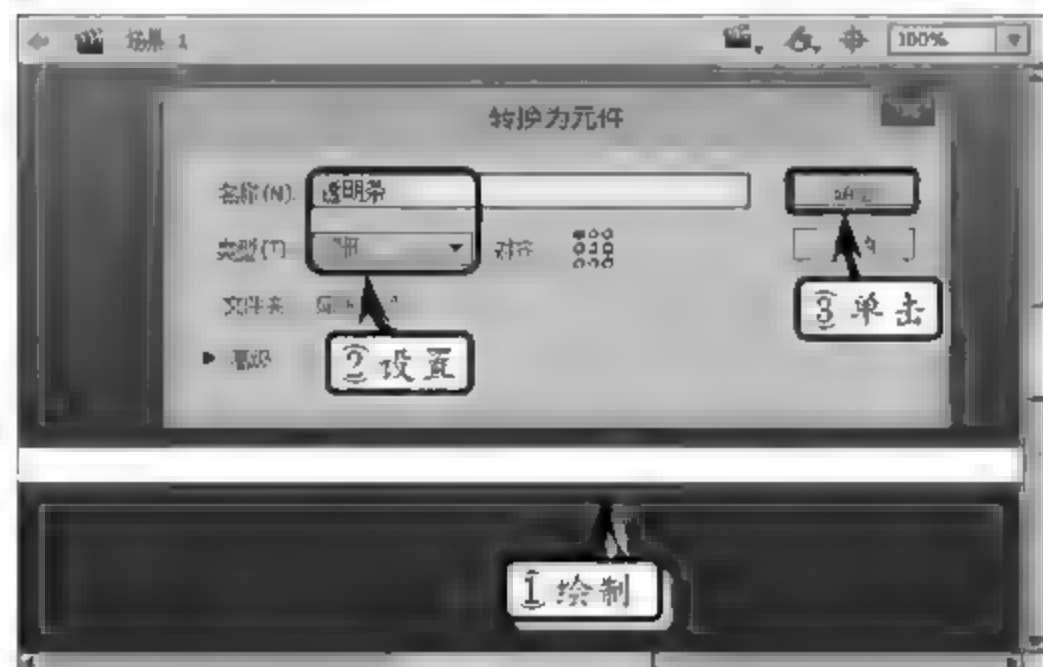 场景 1
100%
转换为元件
名称(N)
透明条
类型(T)
对齐
文件夹
高级
②设置
③单击
①绘制